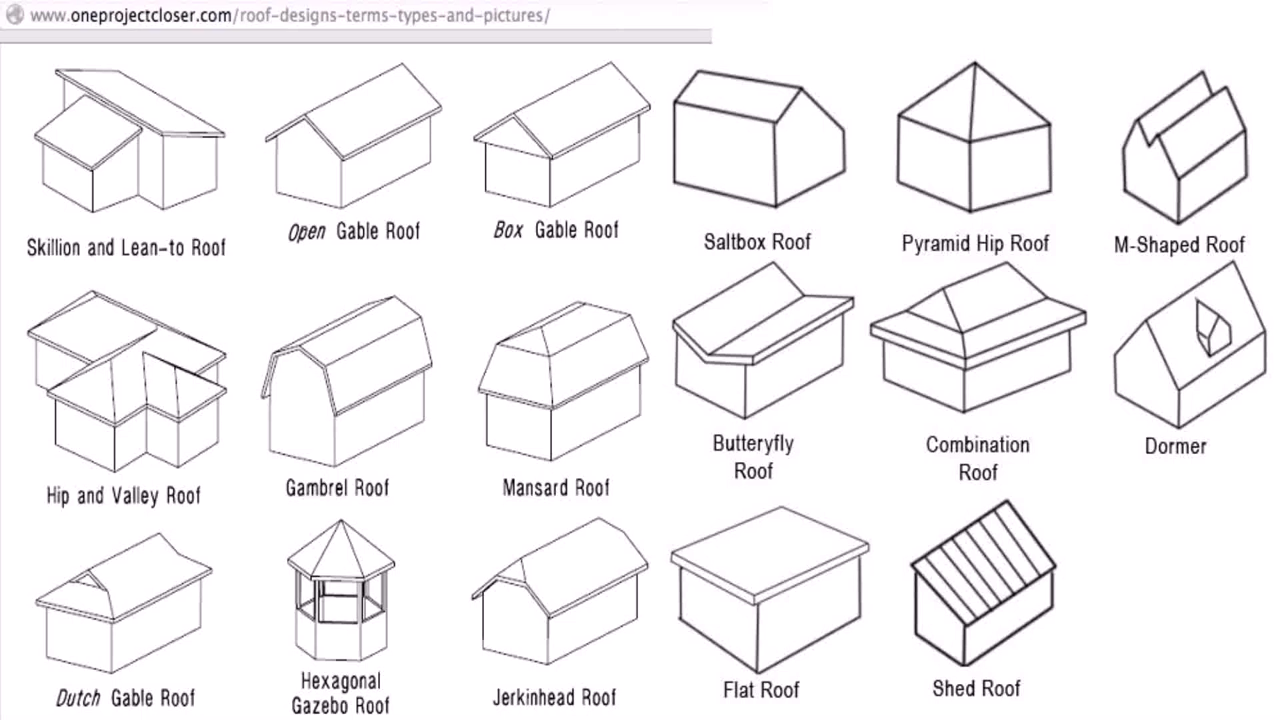 www.oneprojectcloser.com/roof-designs-terms-types-and-pictures/
Skillion and Lean-to Roof
Open Gable Roof
Box Gable Roof
Saltbox Roof
Pyramid Hip Roof
M-Shaped Roof
Hip and Valley Roof
Gambrel Roof
Mansard Roof
Butteryfly
Roof
Combination
Roof
Dormer
Dutch Gable Roof
Hexagonal
Gazebo Roof
Jerkinhead Roof
Flat Roof
Shed Roof